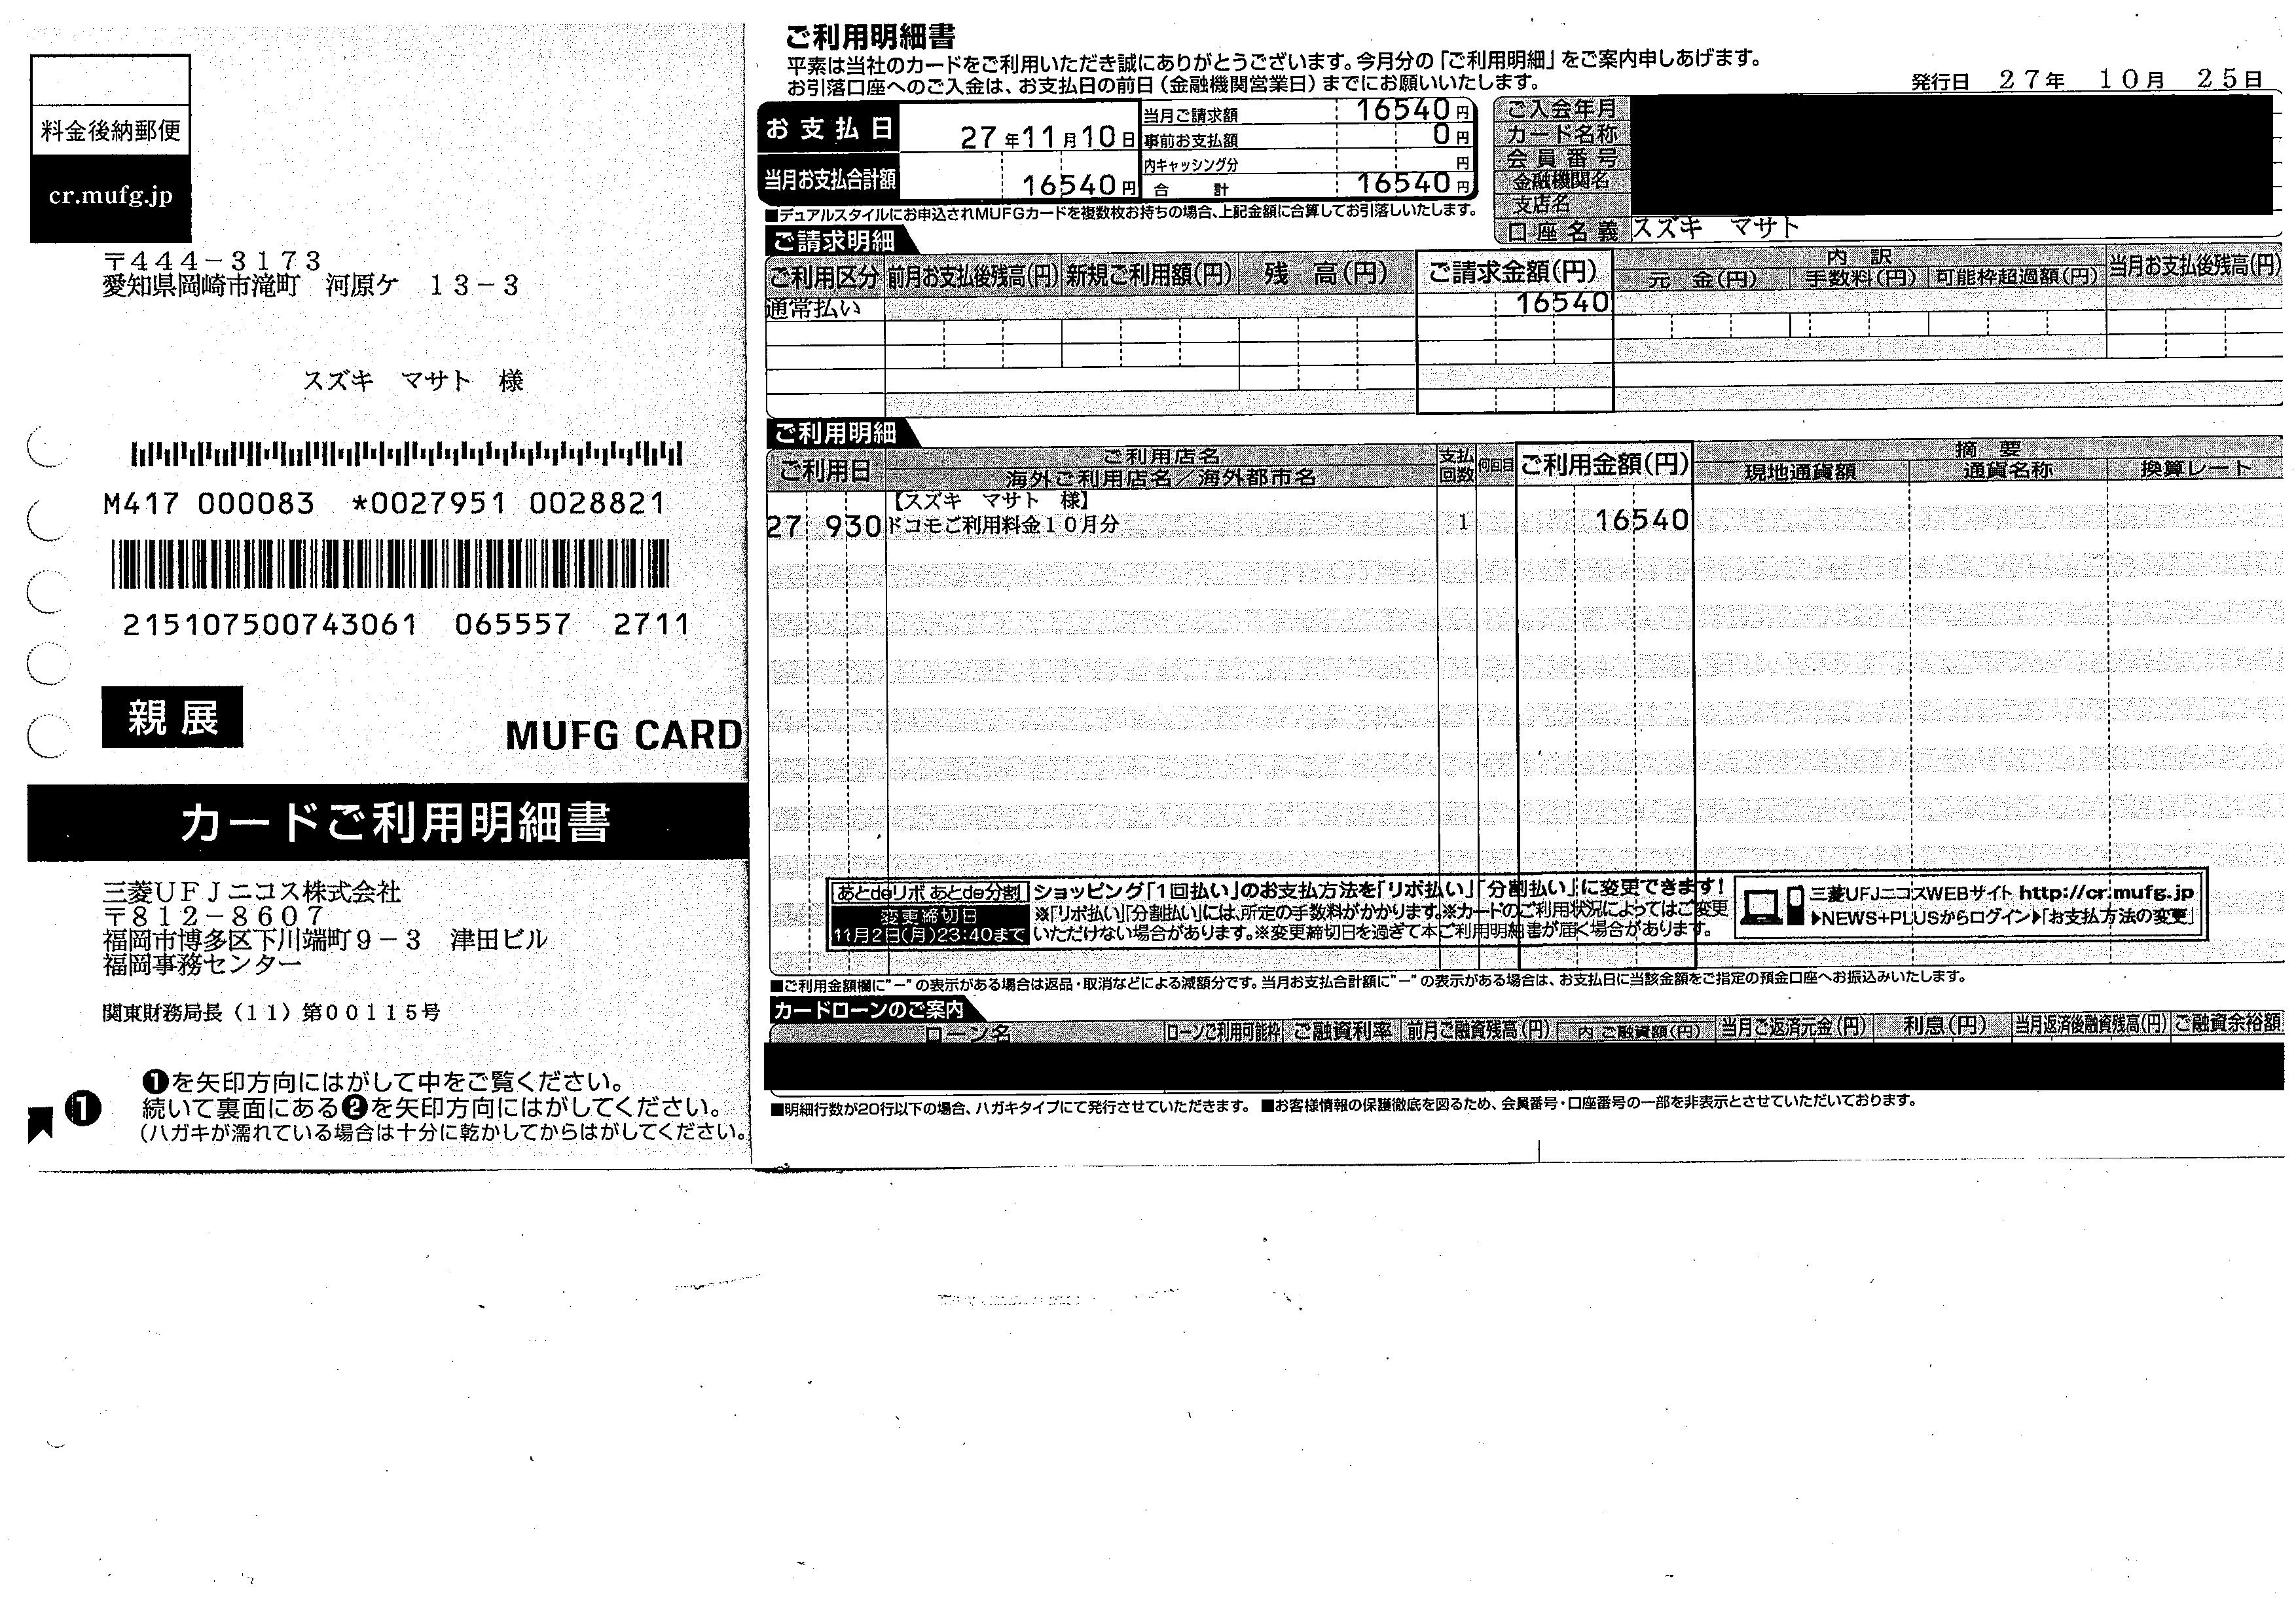 料金後納郵便
cr.mufg.jp
〒444-3173
愛知県岡崎市滝町　河原ケ　13-3
スズキ　マサト　様
M417 000083 *0027951 0028821
215107500743061 065557 2711
親展
MUFG CARD
カードご利用明細書
三菱UFJニコス株式会社
〒812-8607
福岡市博多区下川端町9-3　津田ビル
福岡事務センター
関東財務局長（11）第00115号
❶を矢印方向にはがして中をご覧ください。
続いて裏面にある❷を矢印方向にはがしてください。
（ハガキが濡れている場合は十分に乾かしてからはがしてください。
❶
ご利用明細書
平素は当社のカードをご利用いただき誠にありがとうございます。今月分の「ご利用明細」をご案内申しあげます。
お引落口座へのご入金は、お支払日の前日（金融機関営業日）までにお願いいたします。
発行日 27年 10月 25日
お支払日 27年11月10日
当月お支払合計額 16540円
当月ご請求額 16540円
事前お支払額 0円
内キャッシング分 円
合計 16540円
ご入会年月
カード名称
会員番号
金融機関名
支店名
口座名義 スズキ　マサト
■デュアルスタイルにお申込されMUFGカードを複数枚お持ちの場合、上記金額に合算してお引落しいたします。
ご請求明細
ご利用区分 前月お支払後残高(円) 新規ご利用額(円) 残高(円) ご請求金額(円) 内訳 元金(円) 手数料(円) 可能枠超過額(円) 当月お支払後残高(円)
通常払い 16540
ご利用明細
ご利用日 ご利用店名 海外ご利用店名／海外都市名 支払回数 何回目 ご利用金額(円) 摘要 現地通貨額 通貨名称 換算レート
【スズキ　マサト　様】
27 930 ドコモご利用料金10月分 1 16540
あとdeリボ あとde分割 ショッピング「1回払い」のお支払方法を「リボ払い」「分割払い」に変更できます！
変更締切日
11月2日(月)23:40まで
※「リボ払い」「分割払い」には、所定の手数料がかかります。※カードのご利用状況によってはご変更
いただけない場合があります。※変更締切日を過ぎて本ご利用明細書が届く場合があります。
三菱UFJニコスWEBサイト http://cr.mufg.jp
▶NEWS+PLUSからログイン▶「お支払方法の変更」
■ご利用金額欄に"－"の表示がある場合は返品・取消などによる減額分です。当月お支払合計額に"－"の表示がある場合は、お支払日に当該金額をご指定の預金口座へお振込みいたします。
カードローンのご案内
ローン名 ローンご利用可能枠 ご融資利率 前月ご融資残高(円) 内ご融資額(円) 当月ご返済元金(円) 利息(円) 当月返済後融資残高(円) ご融資余裕額
■明細行数が20行以下の場合、ハガキタイプにて発行させていただきます。 ■お客様情報の保護徹底を図るため、会員番号・口座番号の一部を非表示とさせていただいております。